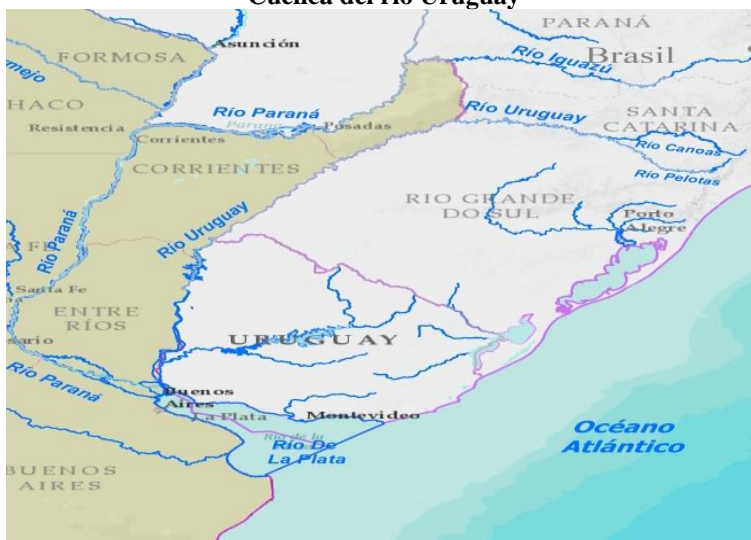 Cuenca del río Uruguay
PARANÁ
FORMOSA
Asunción
Río Iguazú
Brasil
HACO
Río Paraná
Río Uruguay
SANTA
CATARINA
Resistencia
Corrientes
Posadas
Río Canoas
CORRIENTES
Río Pelotas
RIO GRANDE
DO SUL
Porto
Alegre
Río Uruguay
Río Paraná
Santa Fe
ENTRE
RÍOS
URUGUAY
Río Paraná
Buenos
Aires
La Plata
Montevideo
Océano
Atlántico
Río De
La Plata
BUENOS
AIRES